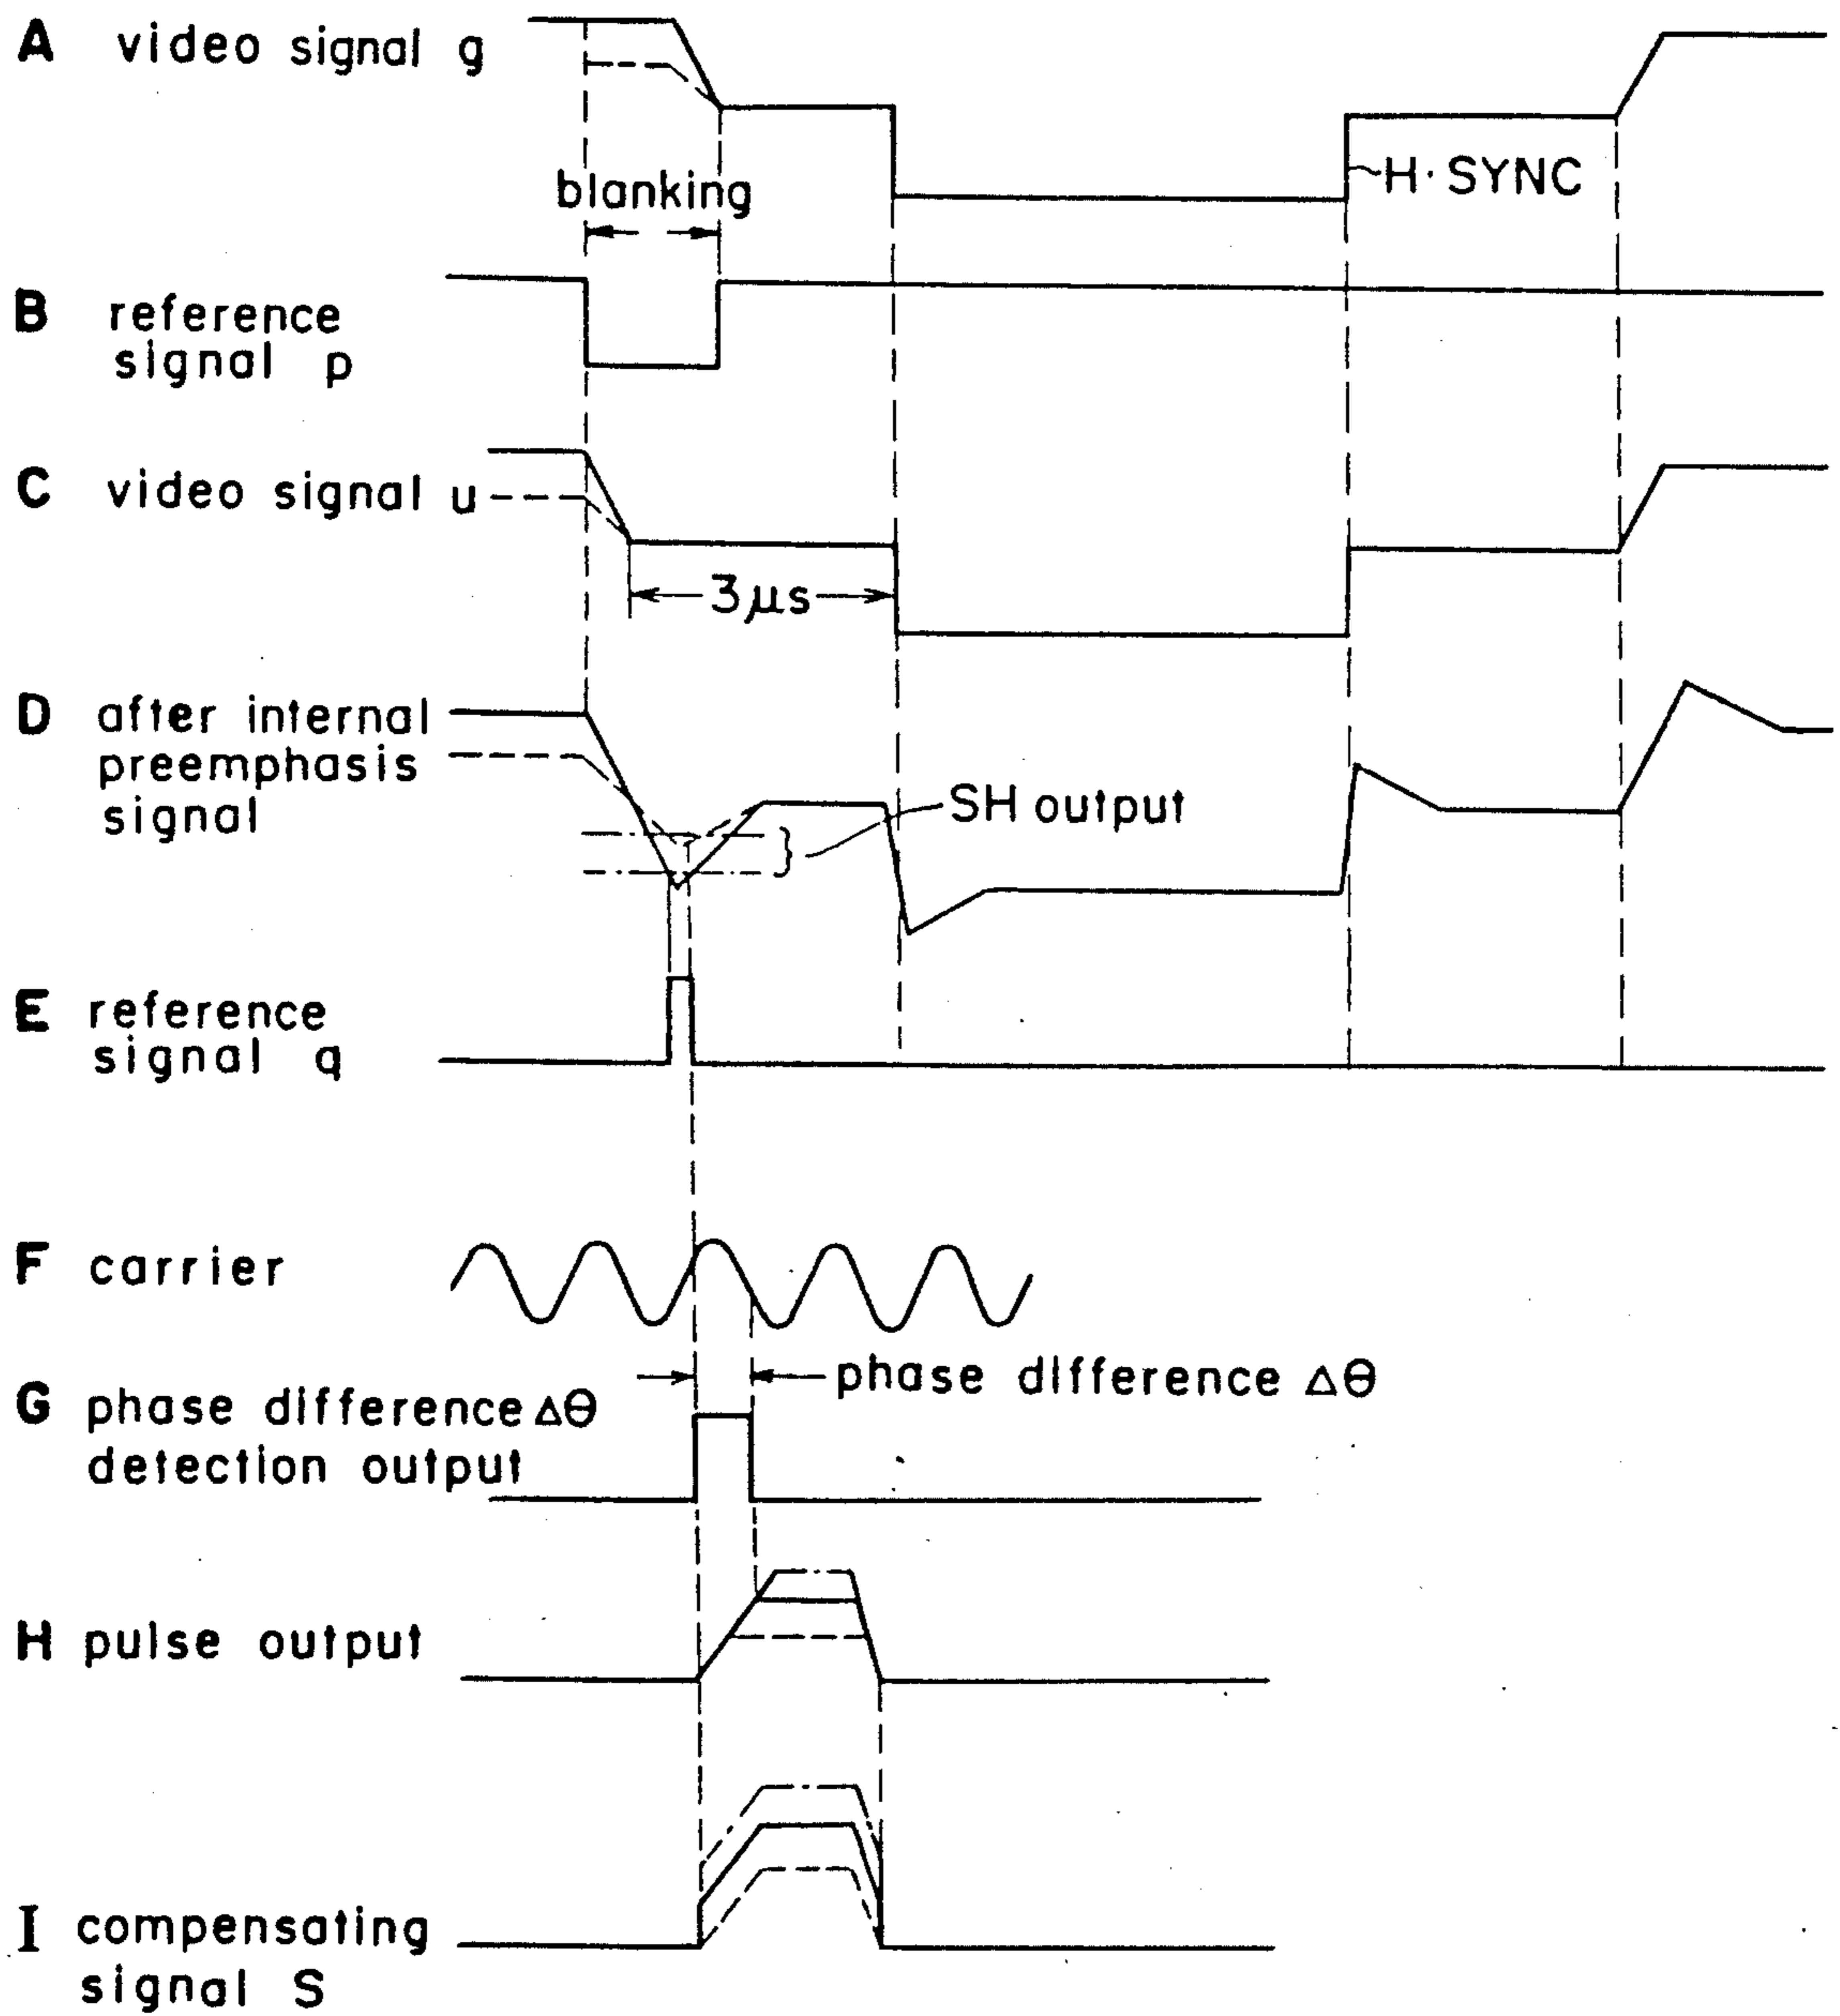 A video signal g
blanking
H·SYNC
B reference
signal p
C video signal u
3μs
D after internal
preemphasis
signal
SH output
E reference
signal q
F carrier
phase difference Δθ
G phase difference Δθ
detection output
H pulse output
I compensating
signal S